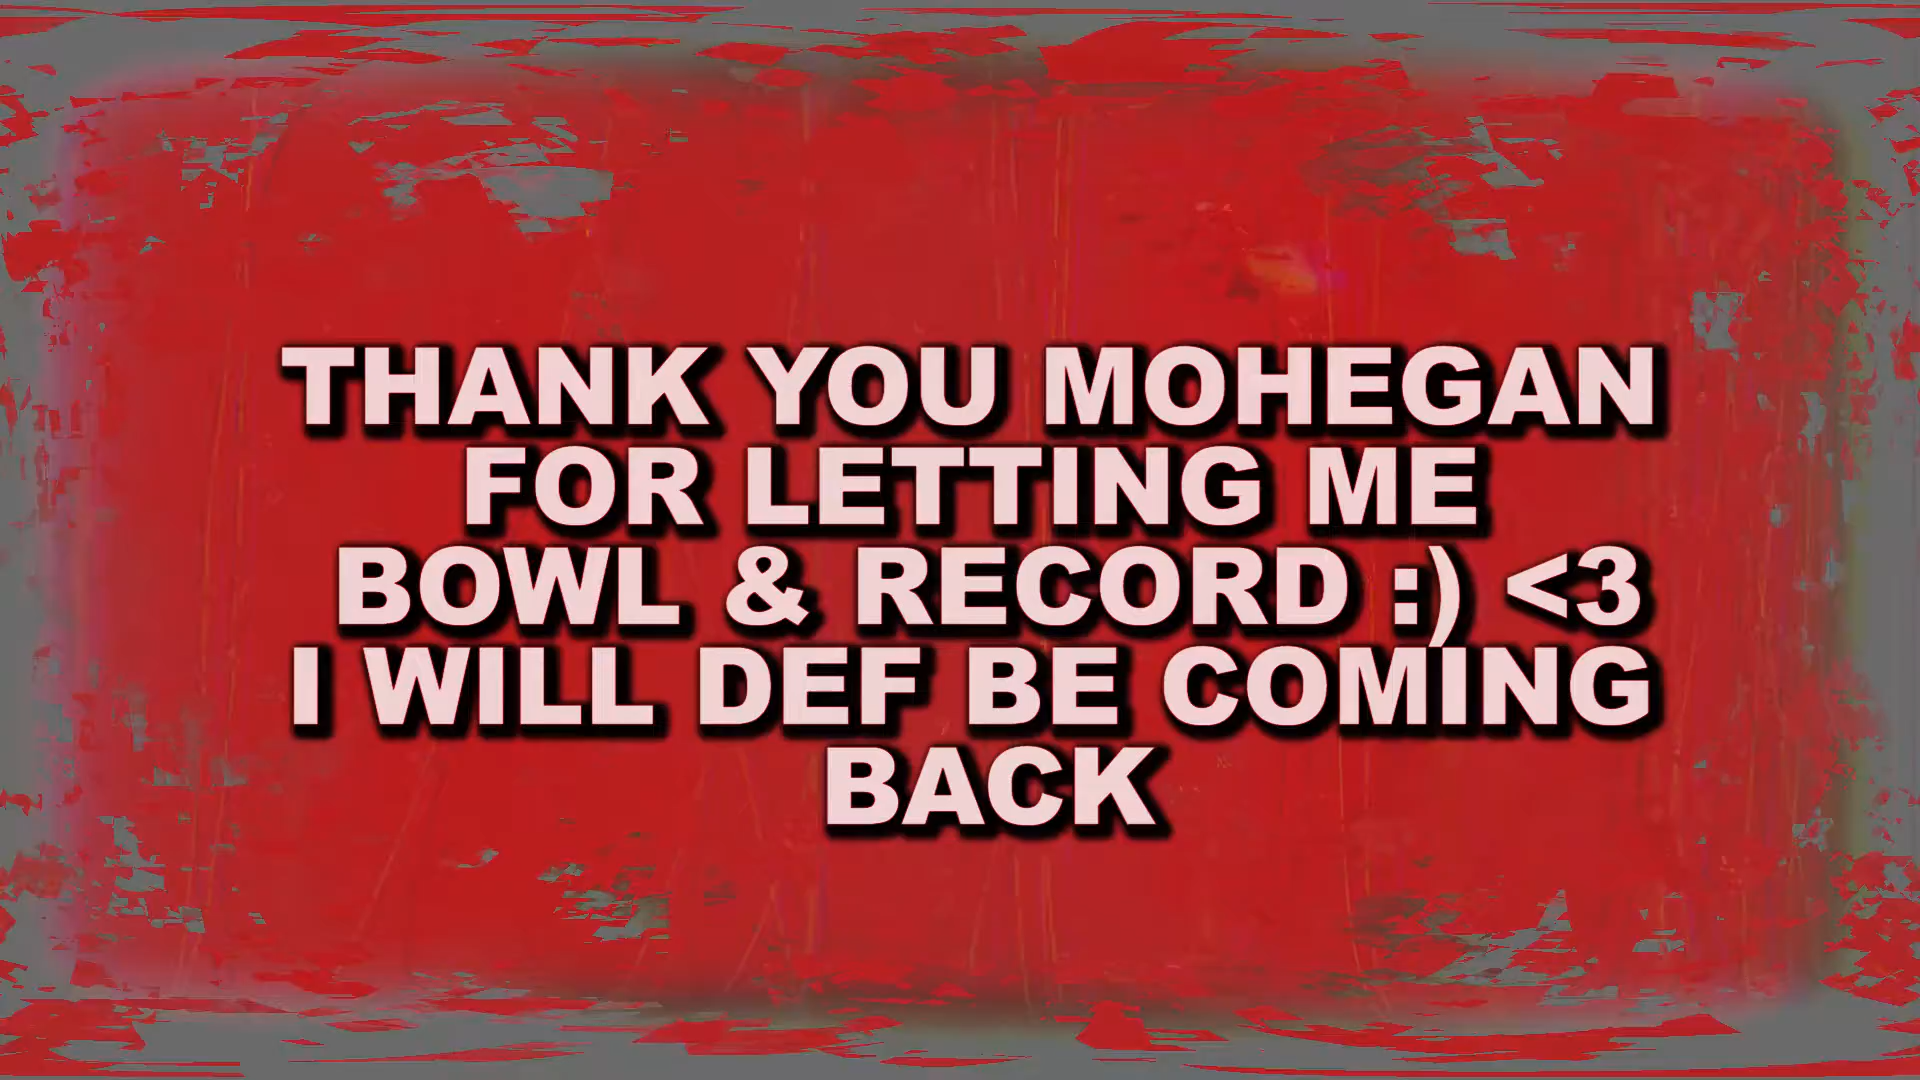 THANK YOU MOHEGAN
FOR LETTING ME
BOWL & RECORD :) <3
I WILL DEF BE COMING
BACK